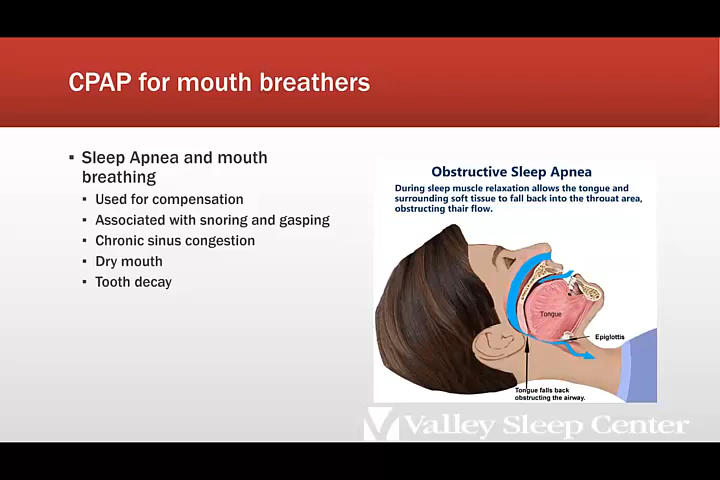 CPAP for mouth breathers
▪ Sleep Apnea and mouth
breathing
▪ Used for compensation
▪ Associated with snoring and gasping
▪ Chronic sinus congestion
▪ Dry mouth
▪ Tooth decay
Obstructive Sleep Apnea
During sleep muscle relaxation allows the tongue and
surrounding soft tissue to fall back into the throuat area,
obstructing thair flow.
Tongue
Epiglottis
Tongue falls back
obstructing the airway.
Valley Sleep Center